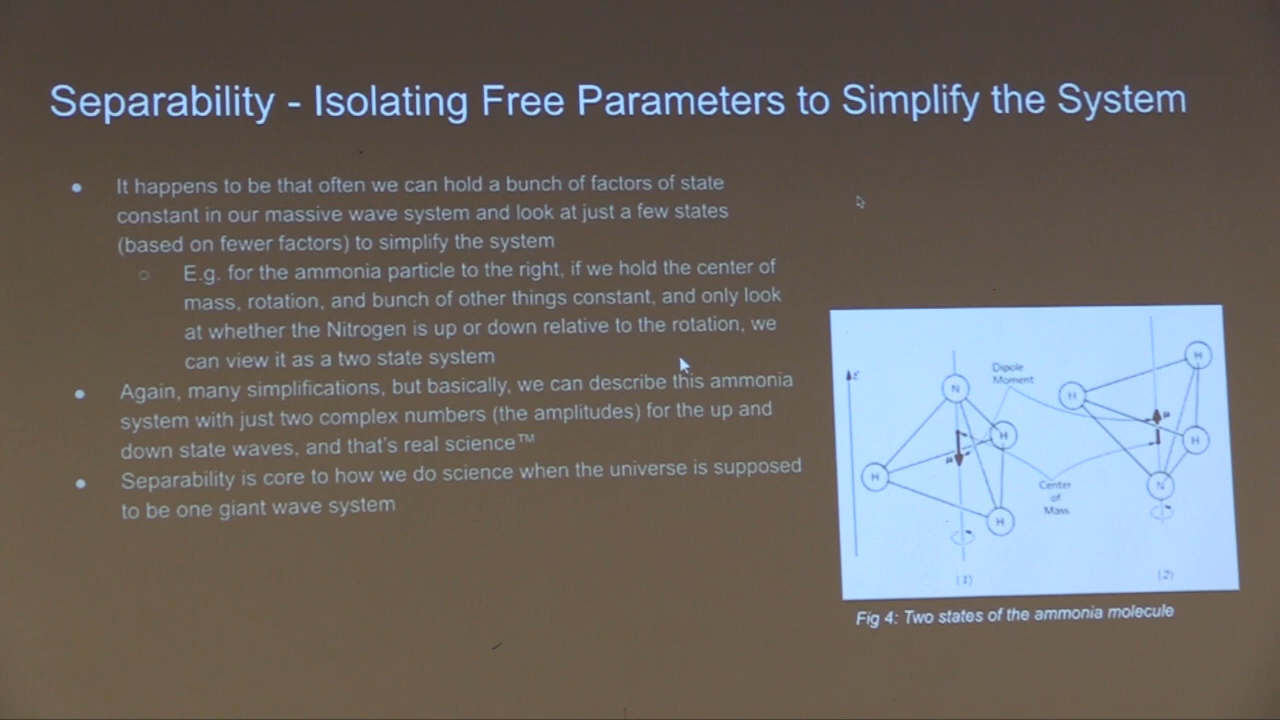 Separability - Isolating Free Parameters to Simplify the System
● It happens to be that often we can hold a bunch of factors of state
constant in our massive wave system and look at just a few states
(based on fewer factors) to simplify the system
○ E.g. for the ammonia particle to the right, if we hold the center of
mass, rotation, and bunch of other things constant, and only look
at whether the Nitrogen is up or down relative to the rotation, we
can view it as a two state system
● Again, many simplifications, but basically, we can describe this ammonia
system with just two complex numbers (the amplitudes) for the up and
down state waves, and that's real science™
● Separability is core to how we do science when the universe is supposed
to be one giant wave system
ℰ
N
H
H
H
μ
Dipole
Moment
Center
of
Mass
H
H
H
N
μ
|1⟩
|2⟩
Fig 4: Two states of the ammonia molecule